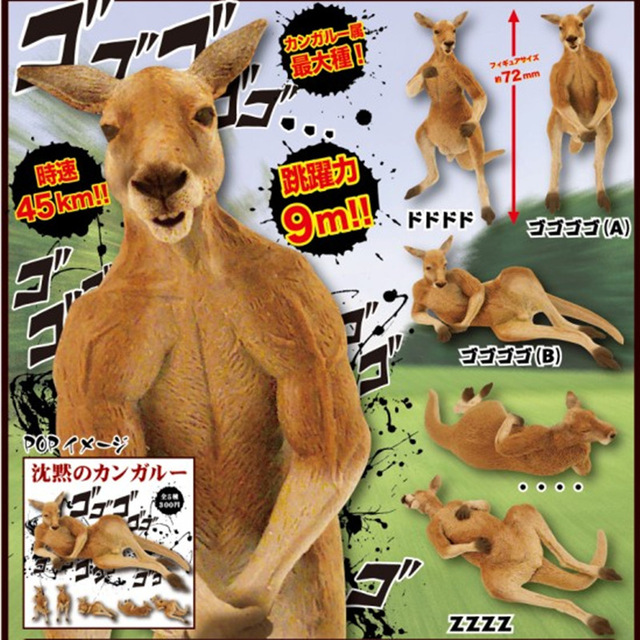 ゴゴゴゴゴ...
カンガルー属
最大種!
時速
45km!!
跳躍力
9m!!
フィギュアサイズ
約72mm
ドドドド
ゴゴゴゴ(A)
ゴゴゴゴ(B)
・・・・
ZZZZ
POPイメージ
沈黙のカンガルー
全5種
300円
ゴゴゴゴ